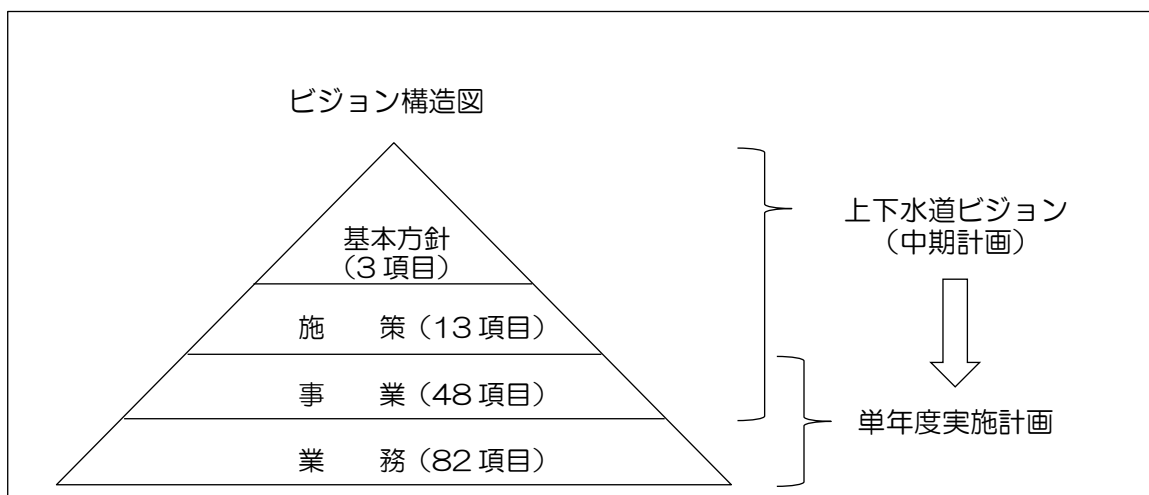 ビジョン構造図
基本方針
(3項目)
施　　策(13項目)
事　　業(48項目)
業　　務(82項目)
上下水道ビジョン
(中期計画)
単年度実施計画